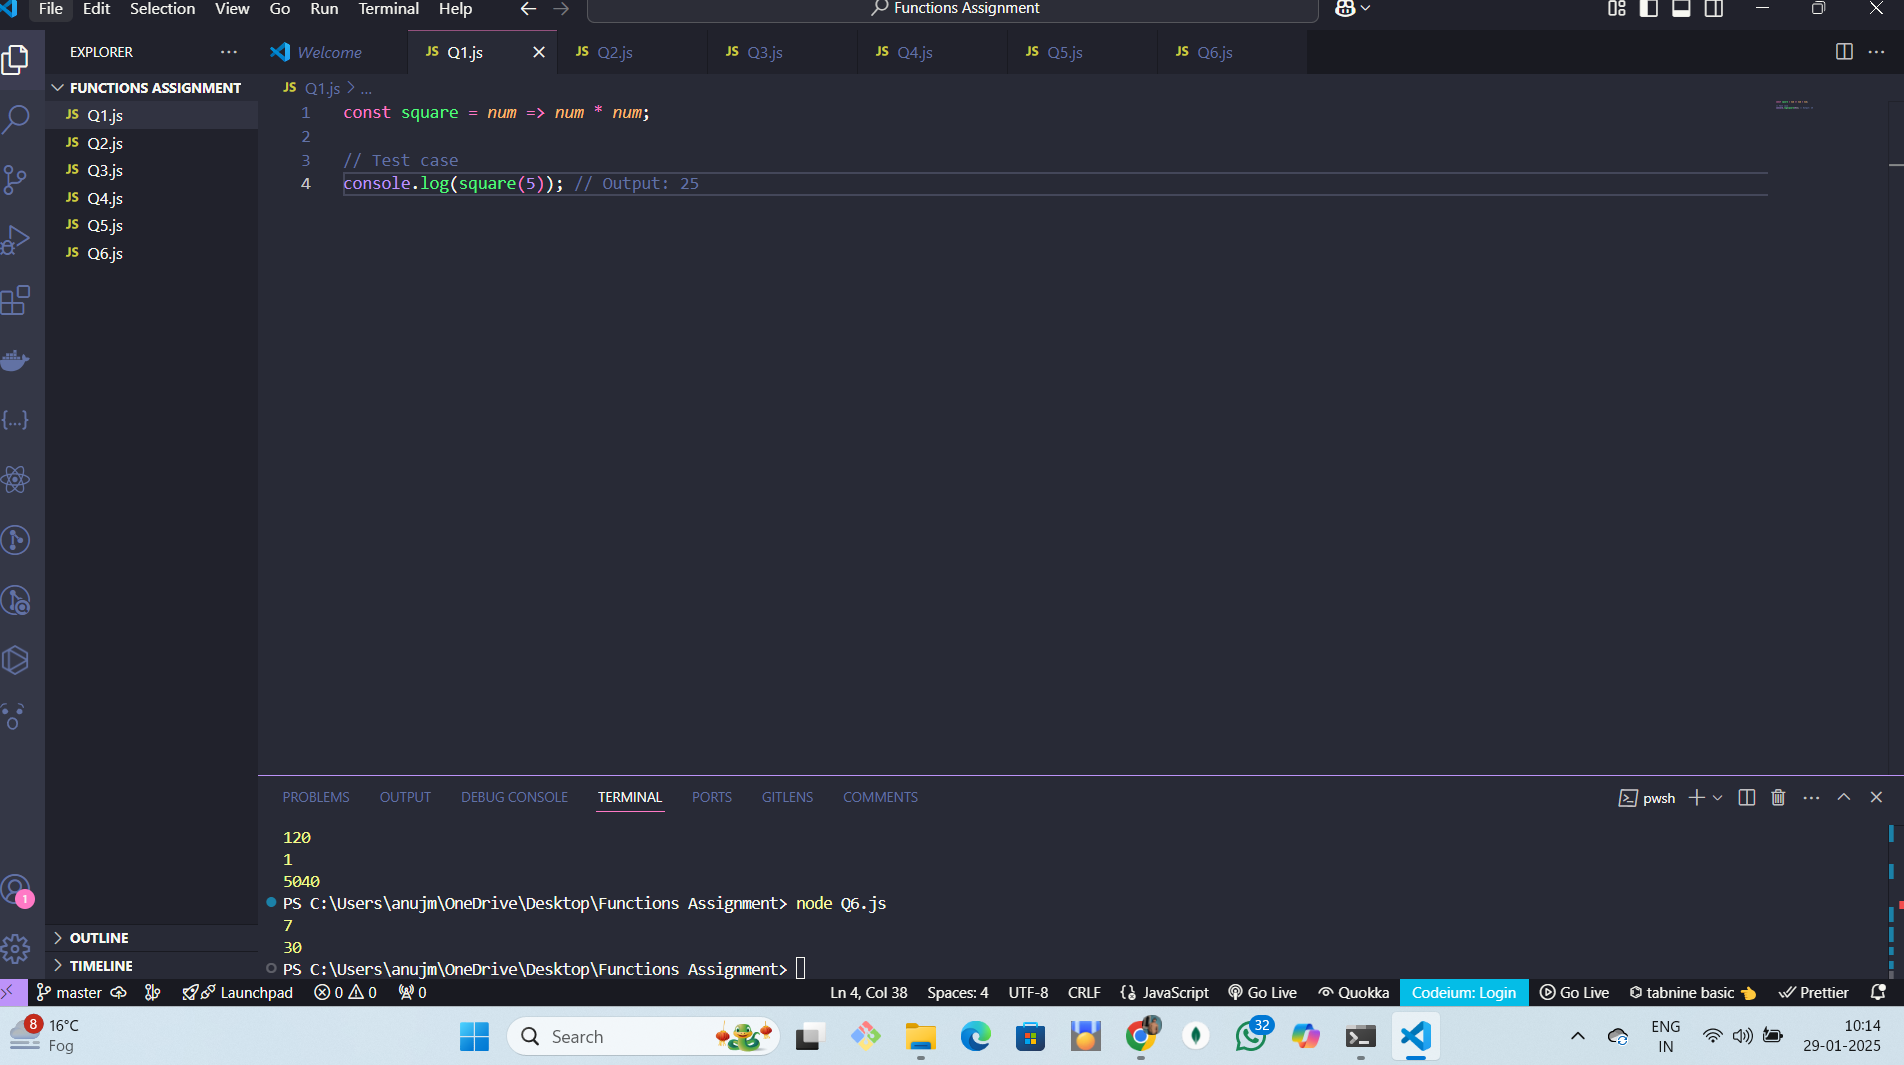 File Edit Selection View Go Run Terminal Help
Functions Assignment
EXPLORER
Welcome
JS Q1.js
JS Q2.js
JS Q3.js
JS Q4.js
JS Q5.js
JS Q6.js
FUNCTIONS ASSIGNMENT
JS Q1.js
JS Q2.js
JS Q3.js
JS Q4.js
JS Q5.js
JS Q6.js
JS Q1.js > ...
1 const square = num => num * num;
2
3 // Test case
4 console.log(square(5)); // Output: 25
PROBLEMS OUTPUT DEBUG CONSOLE TERMINAL PORTS GITLENS COMMENTS
pwsh
120
1
5040
PS C:\Users\anujm\OneDrive\Desktop\Functions Assignment> node Q6.js
7
30
PS C:\Users\anujm\OneDrive\Desktop\Functions Assignment>
1
OUTLINE
TIMELINE
master Launchpad 0 0 0 Ln 4, Col 38 Spaces: 4 UTF-8 CRLF JavaScript Go Live Quokka Codeium: Login Go Live tabnine basic Prettier
8
16°C
Fog
Search
32
ENG
IN
10:14
29-01-2025